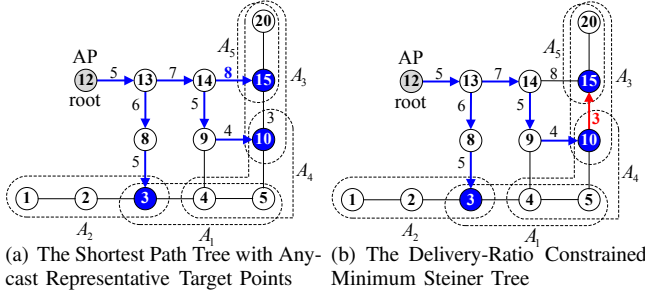 20 20
A5 A5
AP 5 7 8 A3 AP 5 7 8 A3
12 13 14 15 12 13 14 15
root 6 5 3 root 6 5 3
8 9 4 10 8 9 4 10
5 A4 5 A4
1 2 3 4 5 1 2 3 4 5
A2 A1 A2 A1
(a) The Shortest Path Tree with Any-
cast Representative Target Points
(b) The Delivery-Ratio Constrained
Minimum Steiner Tree